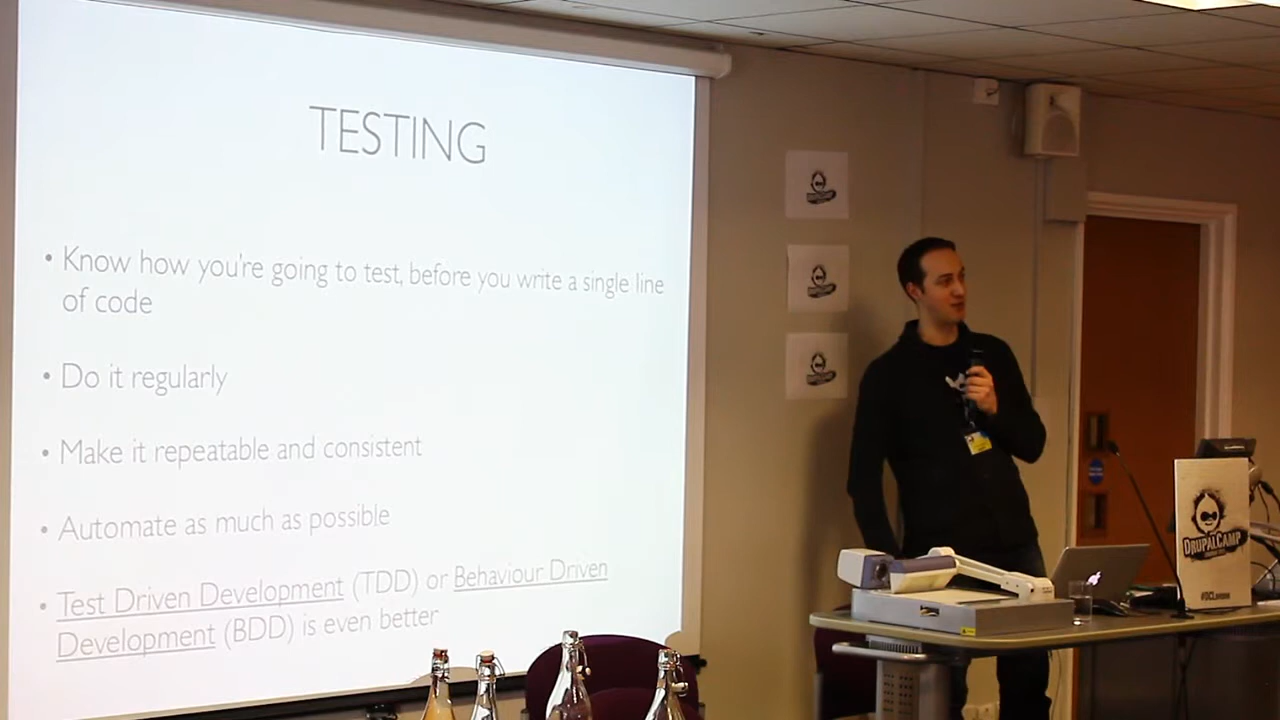 TESTING
• Know how you're going to test, before you write a single line
of code
• Do it regularly
• Make it repeatable and consistent
• Automate as much as possible
• Test Driven Development (TDD) or Behaviour Driven
Development (BDD) is even better
DRUPALCAMP
#DCLondon